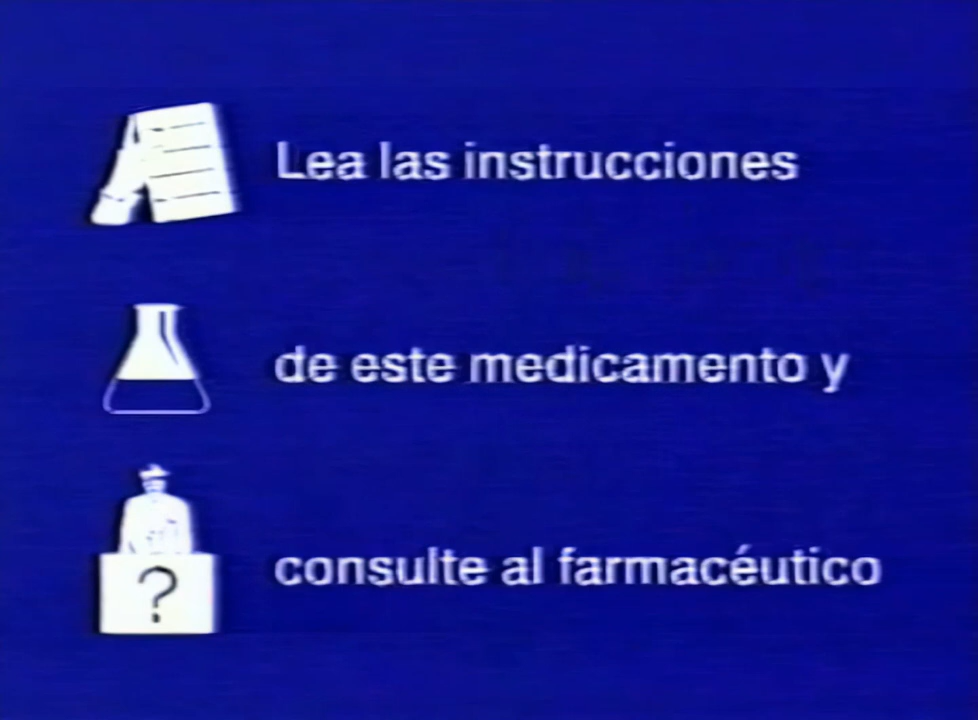 Lea las instrucciones
de este medicamento y
consulte al farmacéutico
?